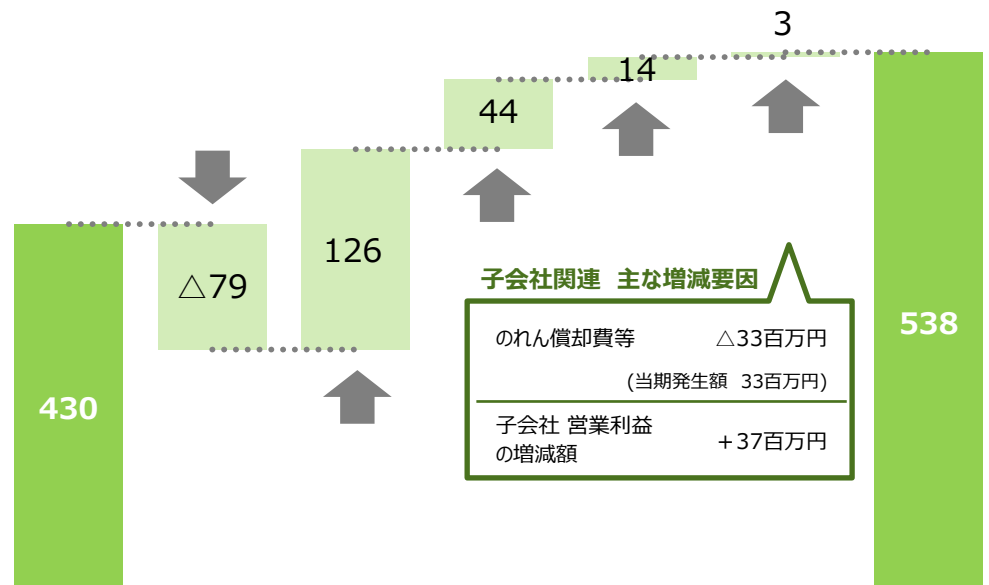 3
14
44
126
△79
430
538
子会社関連 主な増減要因
のれん償却費等 △33百万円
(当期発生額 33百万円)
子会社 営業利益
の増減額
+37百万円